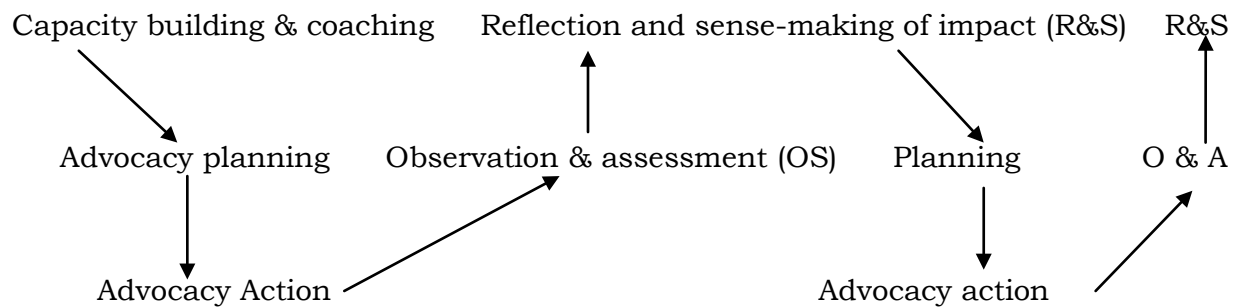 Capacity building & coaching Reflection and sense-making of impact (R&S) R&S
Advocacy planning Observation & assessment (OS) Planning O & A
Advocacy Action Advocacy action